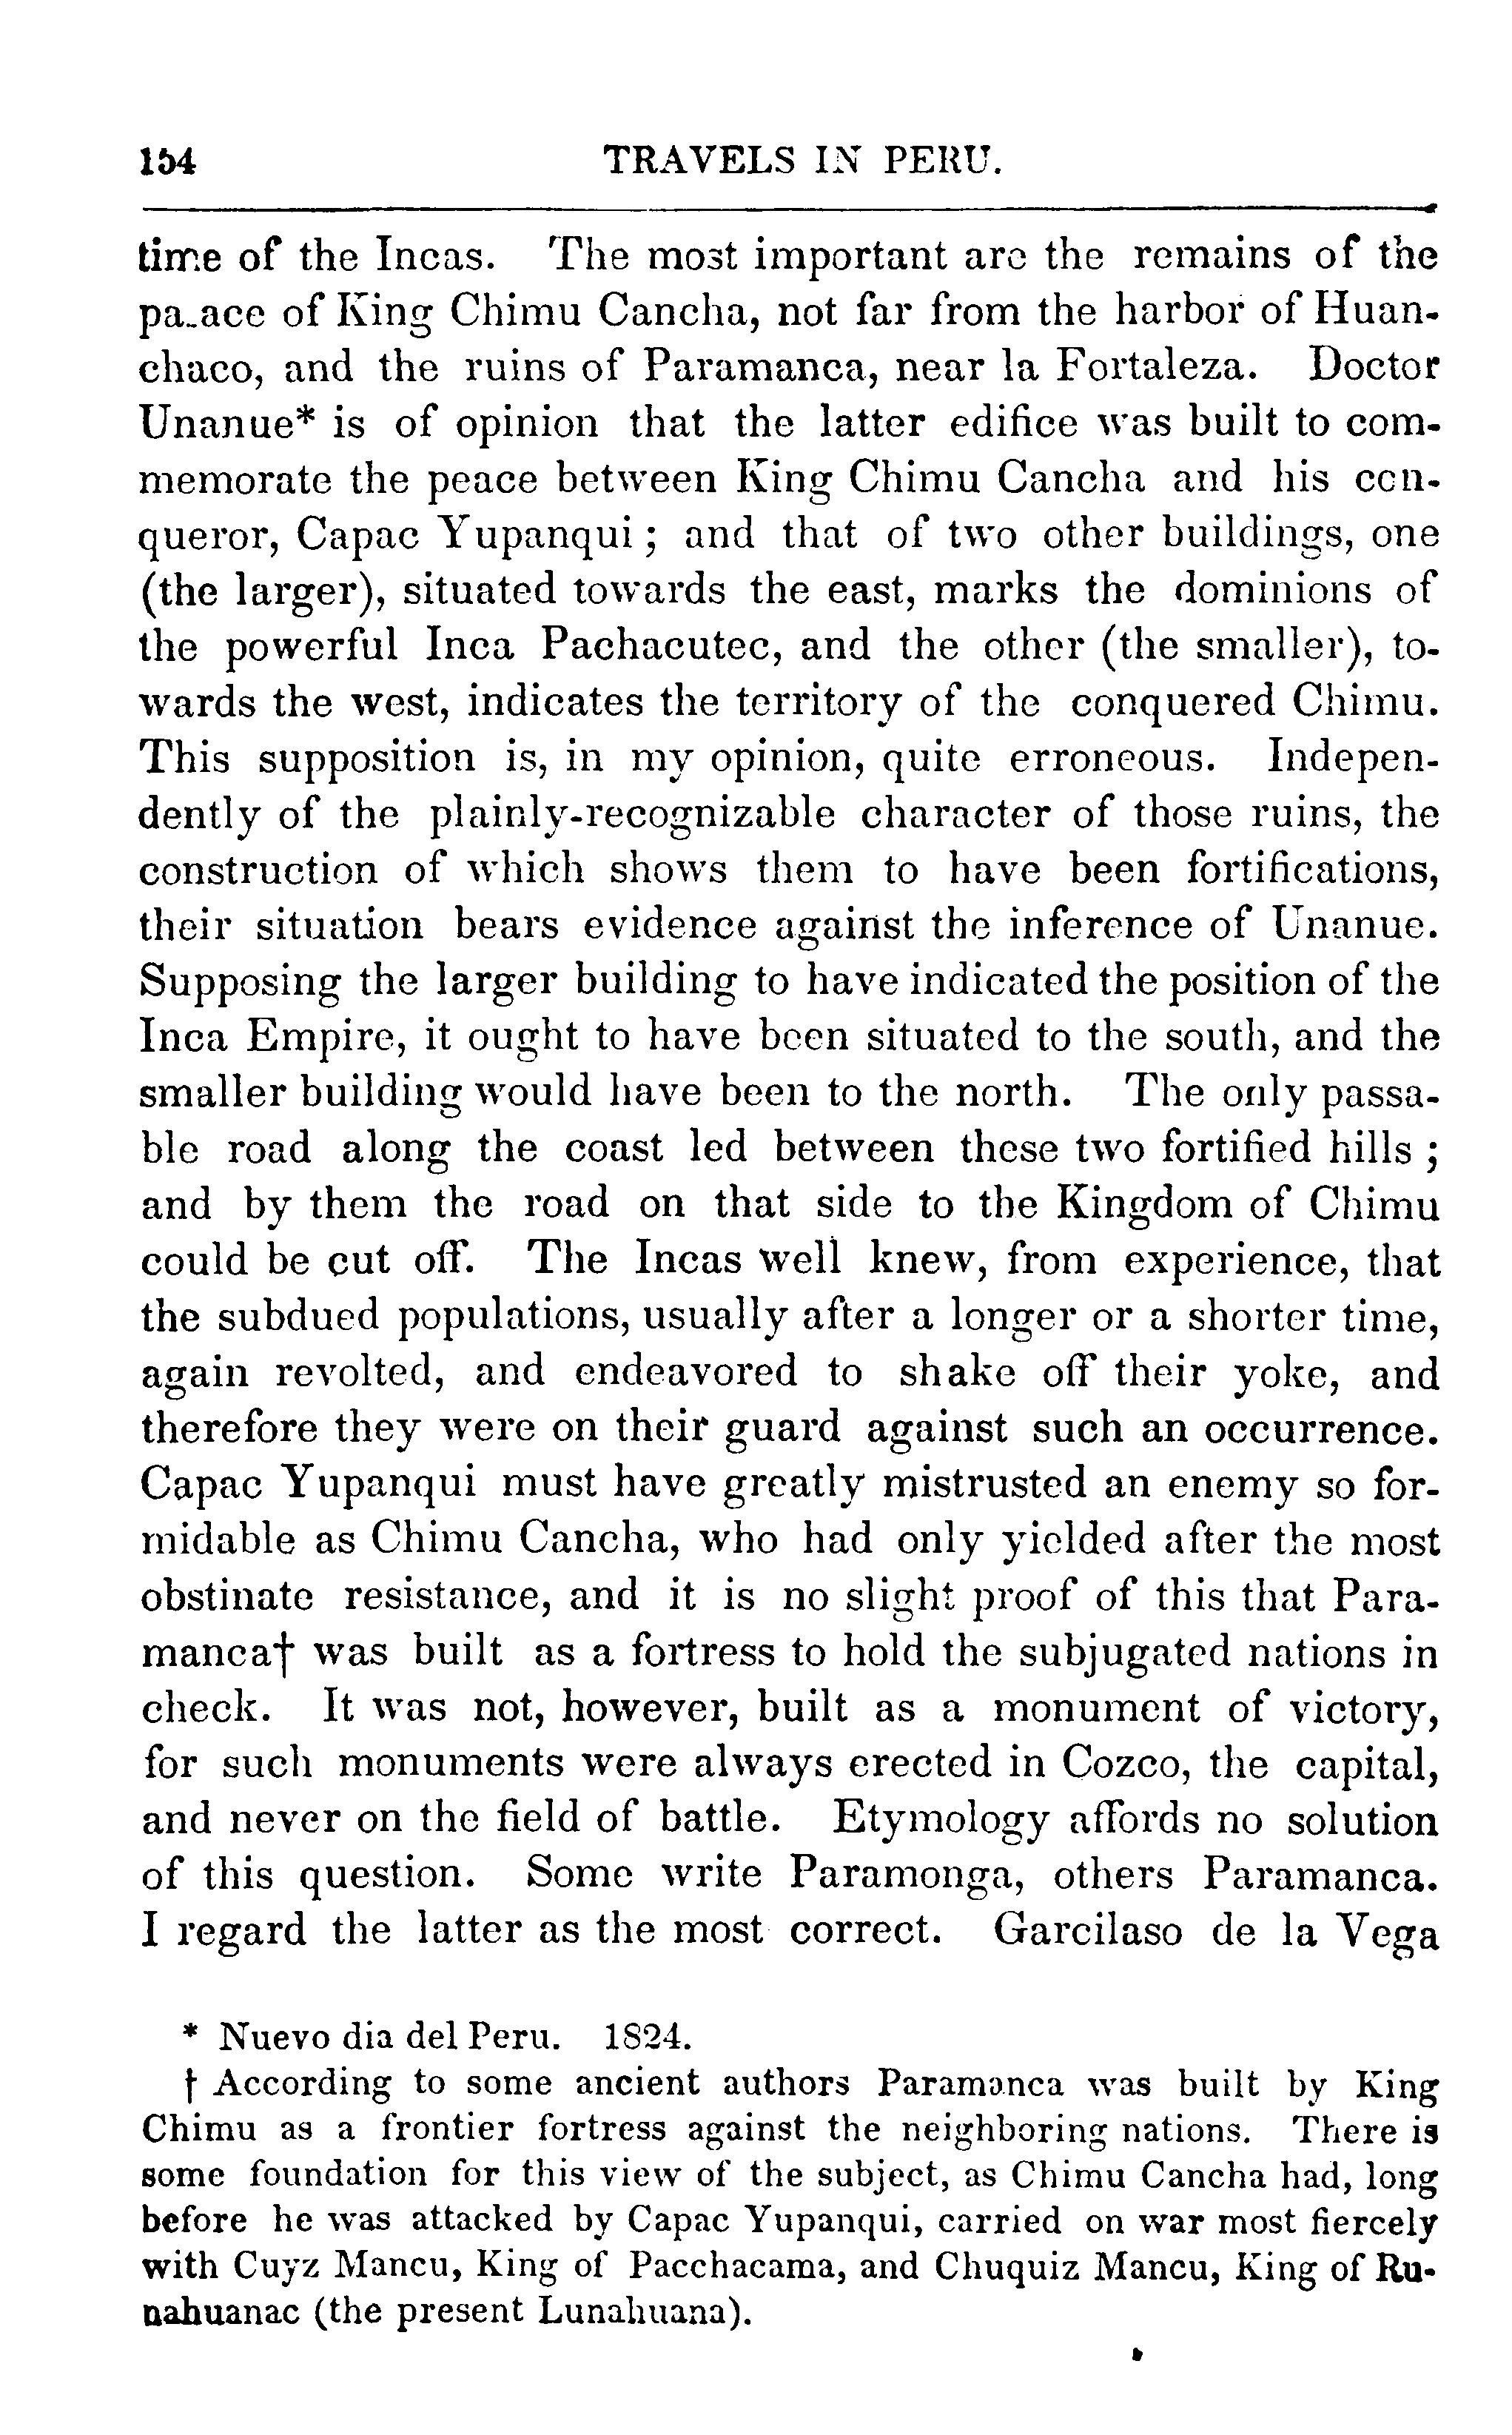 154 TRAVELS IN PERU.
time of the Incas. The most important are the remains of the
palace of King Chimu Cancha, not far from the harbor of Huan-
chaco, and the ruins of Paramanca, near la Fortaleza. Doctor
Unanue* is of opinion that the latter edifice was built to com-
memorate the peace between King Chimu Cancha and his con-
queror, Capac Yupanqui; and that of two other buildings, one
(the larger), situated towards the east, marks the dominions of
the powerful Inca Pachacutec, and the other (the smaller), to-
wards the west, indicates the territory of the conquered Chimu.
This supposition is, in my opinion, quite erroneous. Indepen-
dently of the plainly-recognizable character of those ruins, the
construction of which shows them to have been fortifications,
their situation bears evidence against the inference of Unanue.
Supposing the larger building to have indicated the position of the
Inca Empire, it ought to have been situated to the south, and the
smaller building would have been to the north. The only passa-
ble road along the coast led between these two fortified hills;
and by them the road on that side to the Kingdom of Chimu
could be cut off. The Incas well knew, from experience, that
the subdued populations, usually after a longer or a shorter time,
again revolted, and endeavored to shake off their yoke, and
therefore they were on their guard against such an occurrence.
Capac Yupanqui must have greatly mistrusted an enemy so for-
midable as Chimu Cancha, who had only yielded after the most
obstinate resistance, and it is no slight proof of this that Para-
manca† was built as a fortress to hold the subjugated nations in
check. It was not, however, built as a monument of victory,
for such monuments were always erected in Cozco, the capital,
and never on the field of battle. Etymology affords no solution
of this question. Some write Paramonga, others Paramanca.
I regard the latter as the most correct. Garcilaso de la Vega
* Nuevo dia del Peru. 1824.
† According to some ancient authors Paramanca was built by King
Chimu as a frontier fortress against the neighboring nations. There is
some foundation for this view of the subject, as Chimu Cancha had, long
before he was attacked by Capac Yupanqui, carried on war most fiercely
with Cuyz Mancu, King of Pacchacama, and Chuquiz Mancu, King of Ru-
nahuanac (the present Lunahuana).